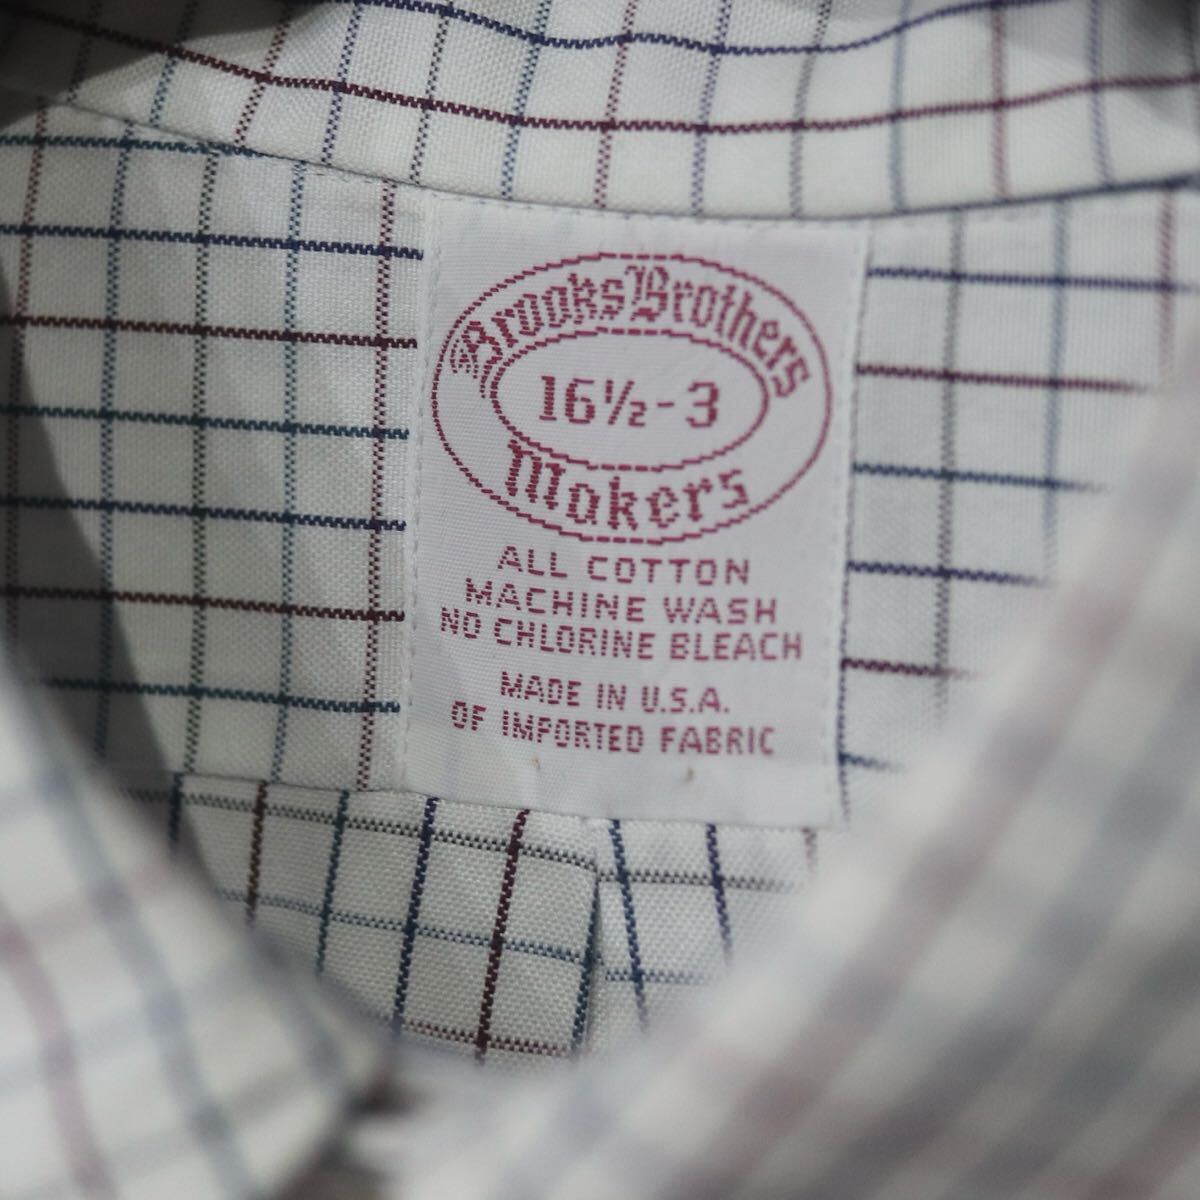 Brooks Brothers
16½-3
Makers
ALL COTTON
MACHINE WASH
NO CHLORINE BLEACH
MADE IN U.S.A.
OF IMPORTED FABRIC